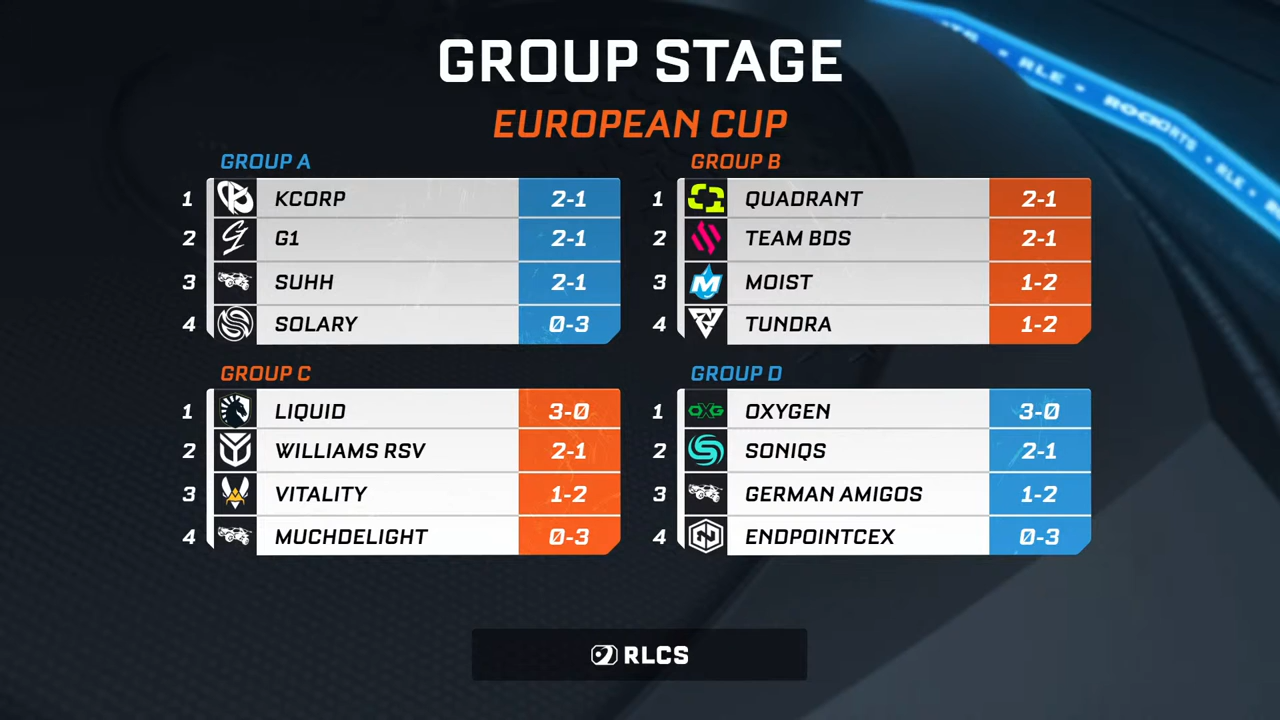 GROUP STAGE
EUROPEAN CUP
GROUP A
1 KCORP 2-1
2 G1 2-1
3 SUHH 2-1
4 SOLARY 0-3
GROUP B
1 QUADRANT 2-1
2 TEAM BDS 2-1
3 MOIST 1-2
4 TUNDRA 1-2
GROUP C
1 LIQUID 3-0
2 WILLIAMS RSV 2-1
3 VITALITY 1-2
4 MUCHDELIGHT 0-3
GROUP D
1 OXG OXYGEN 3-0
2 SONIQS 2-1
3 GERMAN AMIGOS 1-2
4 ENDPOINTCEX 0-3
RLCS
RLE
RLE